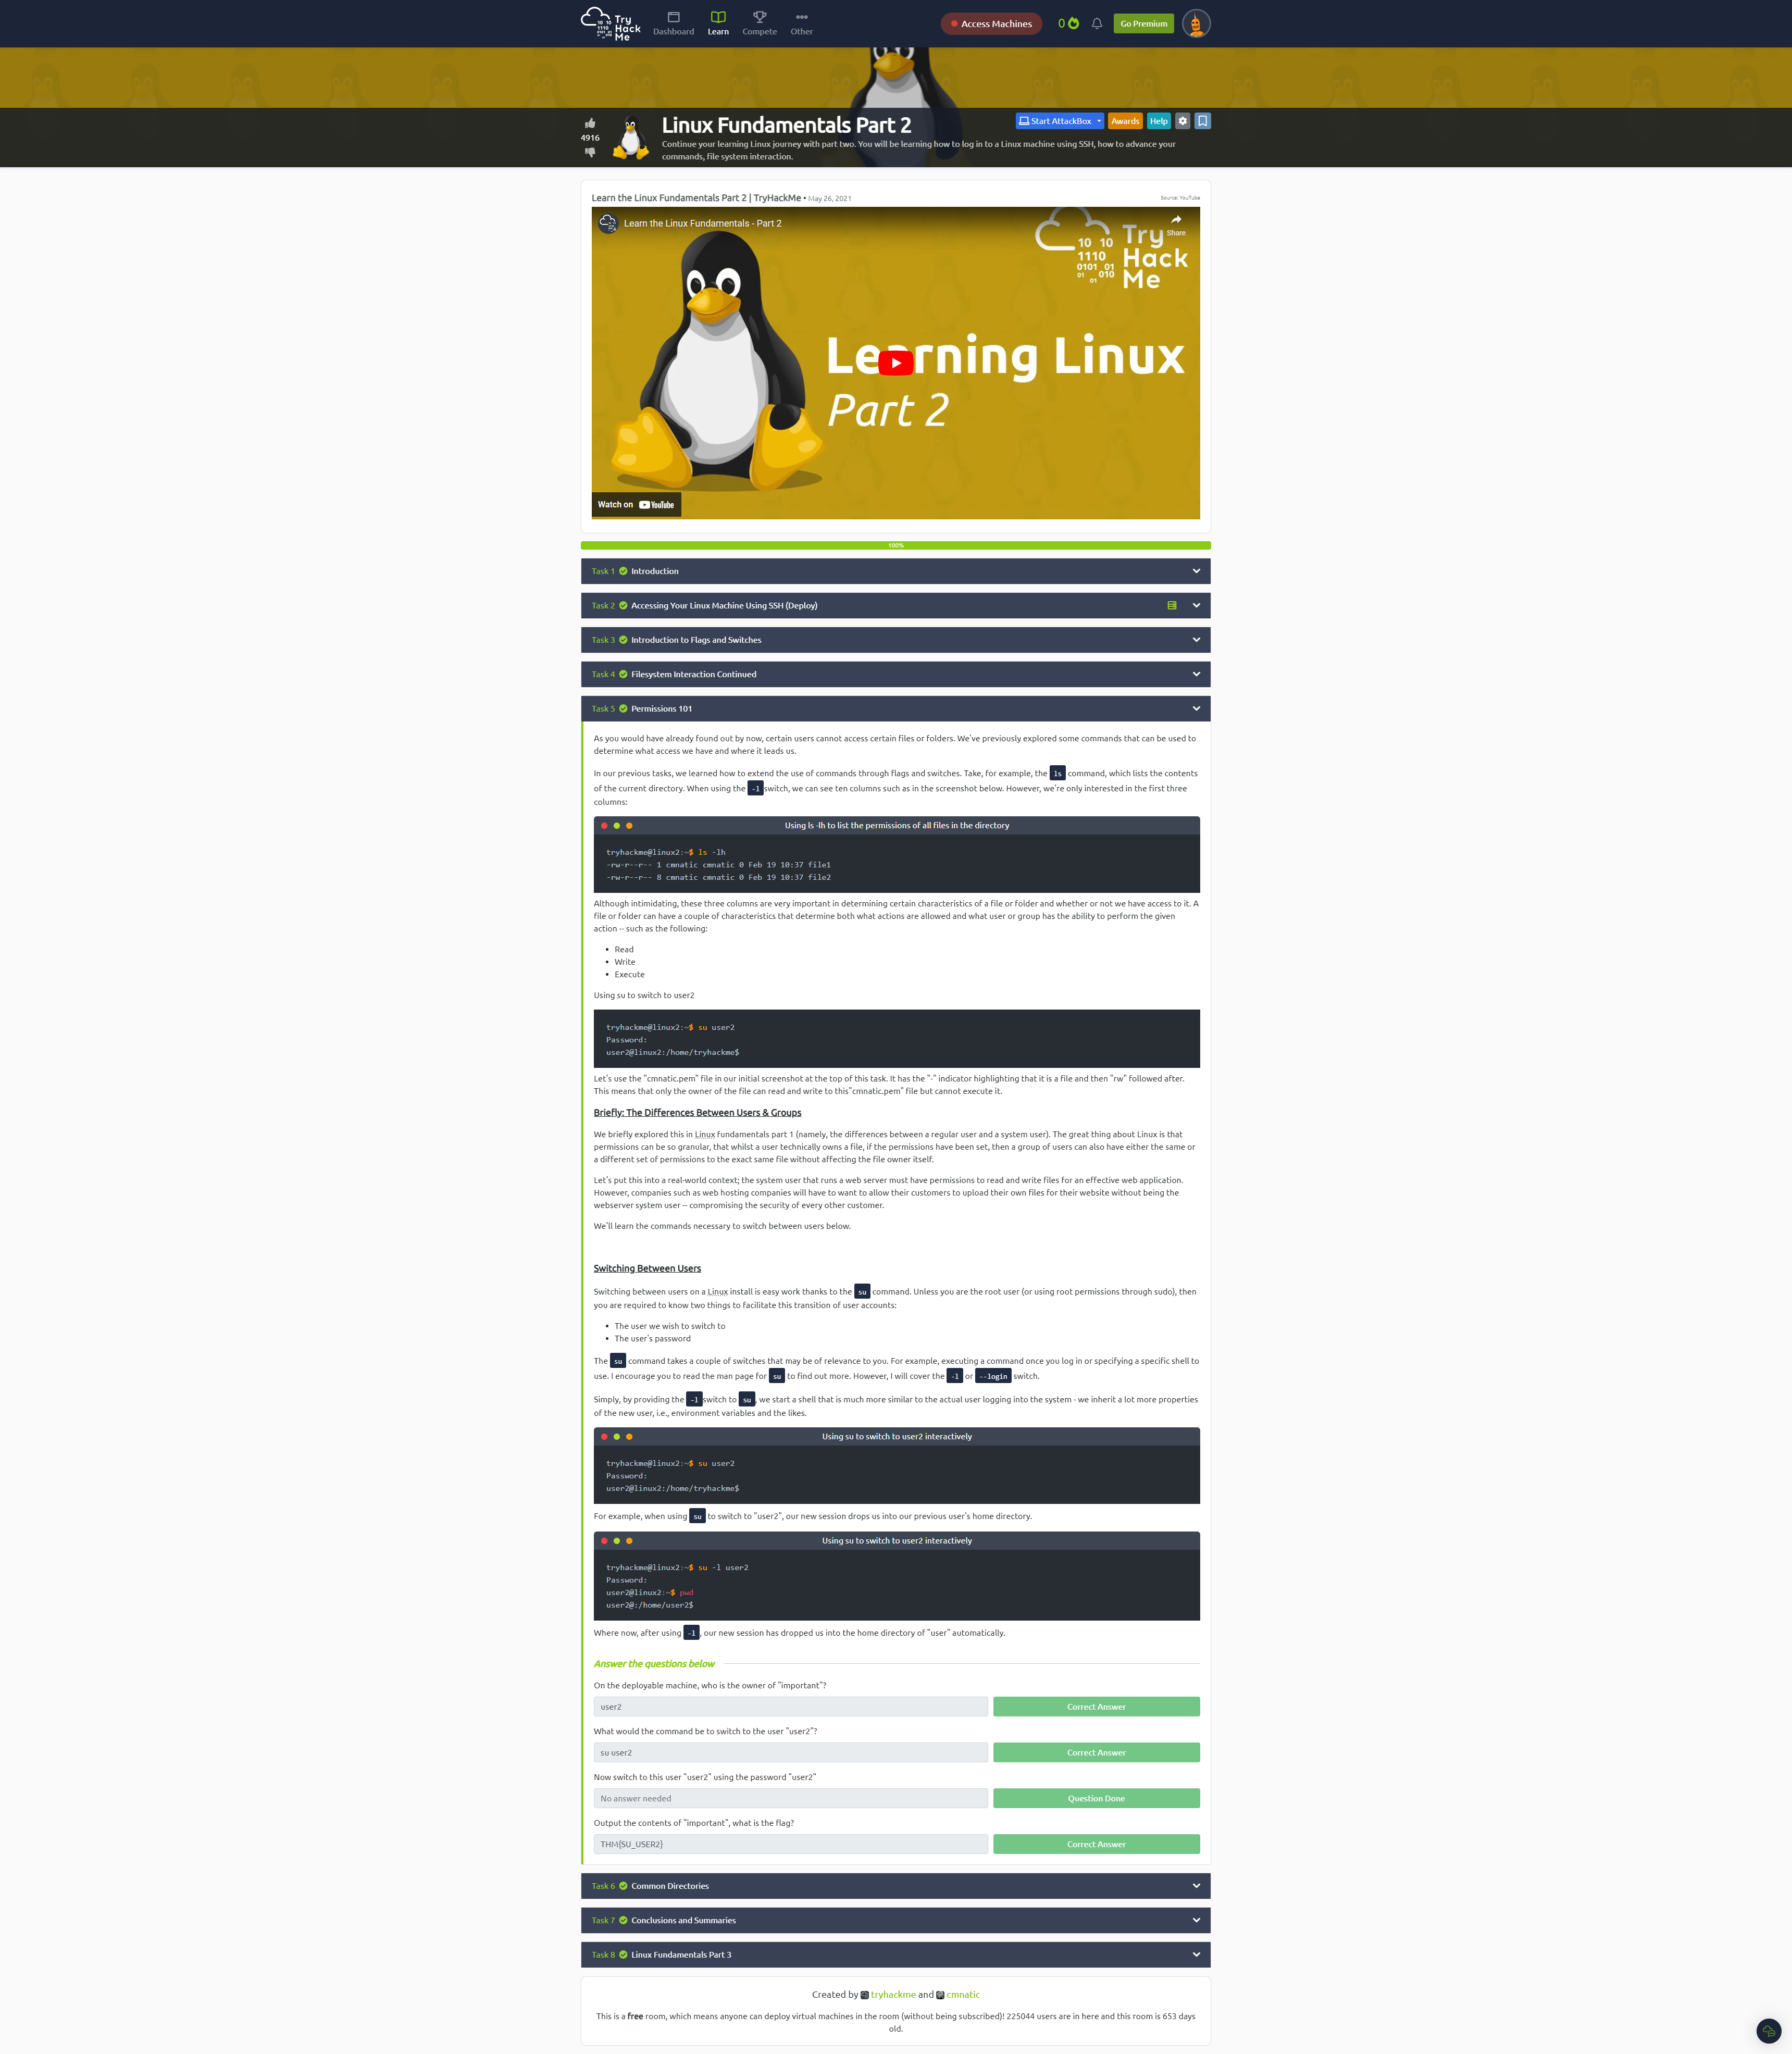 Try
Hack
Me
Dashboard
Learn
Compete
Other
Access Machines
0
Go Premium
4916
Linux Fundamentals Part 2
Start AttackBox
Awards
Help
Continue your learning Linux journey with part two. You will be learning how to log in to a Linux machine using SSH, how to advance your
commands, file system interaction.
Learn the Linux Fundamentals Part 2 | TryHackMe • May 26, 2021
Source: YouTube
Learn the Linux Fundamentals - Part 2
Share
10 10
1110
0101 01
01 010
Try
Hack
Me
Learning Linux
Part 2
Watch on YouTube
100%
Task 1 Introduction
Task 2 Accessing Your Linux Machine Using SSH (Deploy)
Task 3 Introduction to Flags and Switches
Task 4 Filesystem Interaction Continued
Task 5 Permissions 101
As you would have already found out by now, certain users cannot access certain files or folders. We've previously explored some commands that can be used to
determine what access we have and where it leads us.
In our previous tasks, we learned how to extend the use of commands through flags and switches. Take, for example, the ls command, which lists the contents
of the current directory. When using the -l switch, we can see ten columns such as in the screenshot below. However, we're only interested in the first three
columns:
Using ls -lh to list the permissions of all files in the directory
tryhackme@linux2:~$ ls -lh
-rw-r--r-- 1 cmnatic cmnatic 0 Feb 19 10:37 file1
-rw-r--r-- 8 cmnatic cmnatic 0 Feb 19 10:37 file2
Although intimidating, these three columns are very important in determining certain characteristics of a file or folder and whether or not we have access to it. A
file or folder can have a couple of characteristics that determine both what actions are allowed and what user or group has the ability to perform the given
action -- such as the following:
• Read
• Write
• Execute
Using su to switch to user2
tryhackme@linux2:~$ su user2
Password:
user2@linux2:/home/tryhackme$
Let's use the "cmnatic.pem" file in our initial screenshot at the top of this task. It has the "-" indicator highlighting that it is a file and then "rw" followed after.
This means that only the owner of the file can read and write to this"cmnatic.pem" file but cannot execute it.
Briefly: The Differences Between Users & Groups
We briefly explored this in Linux fundamentals part 1 (namely, the differences between a regular user and a system user). The great thing about Linux is that
permissions can be so granular, that whilst a user technically owns a file, if the permissions have been set, then a group of users can also have either the same or
a different set of permissions to the exact same file without affecting the file owner itself.
Let's put this into a real-world context; the system user that runs a web server must have permissions to read and write files for an effective web application.
However, companies such as web hosting companies will have to want to allow their customers to upload their own files for their website without being the
webserver system user -- compromising the security of every other customer.
We'll learn the commands necessary to switch between users below.
Switching Between Users
Switching between users on a Linux install is easy work thanks to the su command. Unless you are the root user (or using root permissions through sudo), then
you are required to know two things to facilitate this transition of user accounts:
• The user we wish to switch to
• The user's password
The su command takes a couple of switches that may be of relevance to you. For example, executing a command once you log in or specifying a specific shell to
use. I encourage you to read the man page for su to find out more. However, I will cover the -l or --login switch.
Simply, by providing the -l switch to su, we start a shell that is much more similar to the actual user logging into the system - we inherit a lot more properties
of the new user, i.e., environment variables and the likes.
Using su to switch to user2 interactively
tryhackme@linux2:~$ su user2
Password:
user2@linux2:/home/tryhackme$
For example, when using su to switch to "user2", our new session drops us into our previous user's home directory.
Using su to switch to user2 interactively
tryhackme@linux2:~$ su -l user2
Password:
user2@linux2:~$ pwd
user2@:/home/user2$
Where now, after using -l, our new session has dropped us into the home directory of "user" automatically.
Answer the questions below
On the deployable machine, who is the owner of "important"?
user2
Correct Answer
What would the command be to switch to the user "user2"?
su user2
Correct Answer
Now switch to this user "user2" using the password "user2"
No answer needed
Question Done
Output the contents of "important", what is the flag?
THM{SU_USER2}
Correct Answer
Task 6 Common Directories
Task 7 Conclusions and Summaries
Task 8 Linux Fundamentals Part 3
Created by tryhackme and cmnatic
This is a free room, which means anyone can deploy virtual machines in the room (without being subscribed)! 225044 users are in here and this room is 653 days
old.